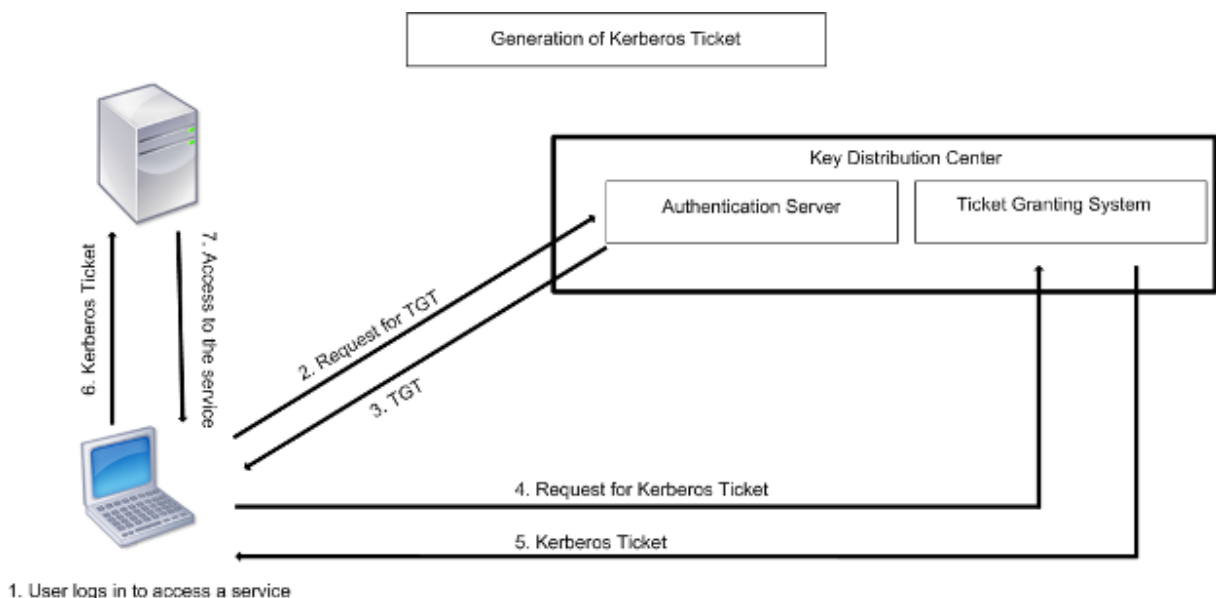 Generation of Kerberos Ticket
Key Distribution Center
Authentication Server
Ticket Granting System
6. Kerberos Ticket
7. Access to the service
2. Request for TGT
3. TGT
4. Request for Kerberos Ticket
5. Kerberos Ticket
1. User logs in to access a service